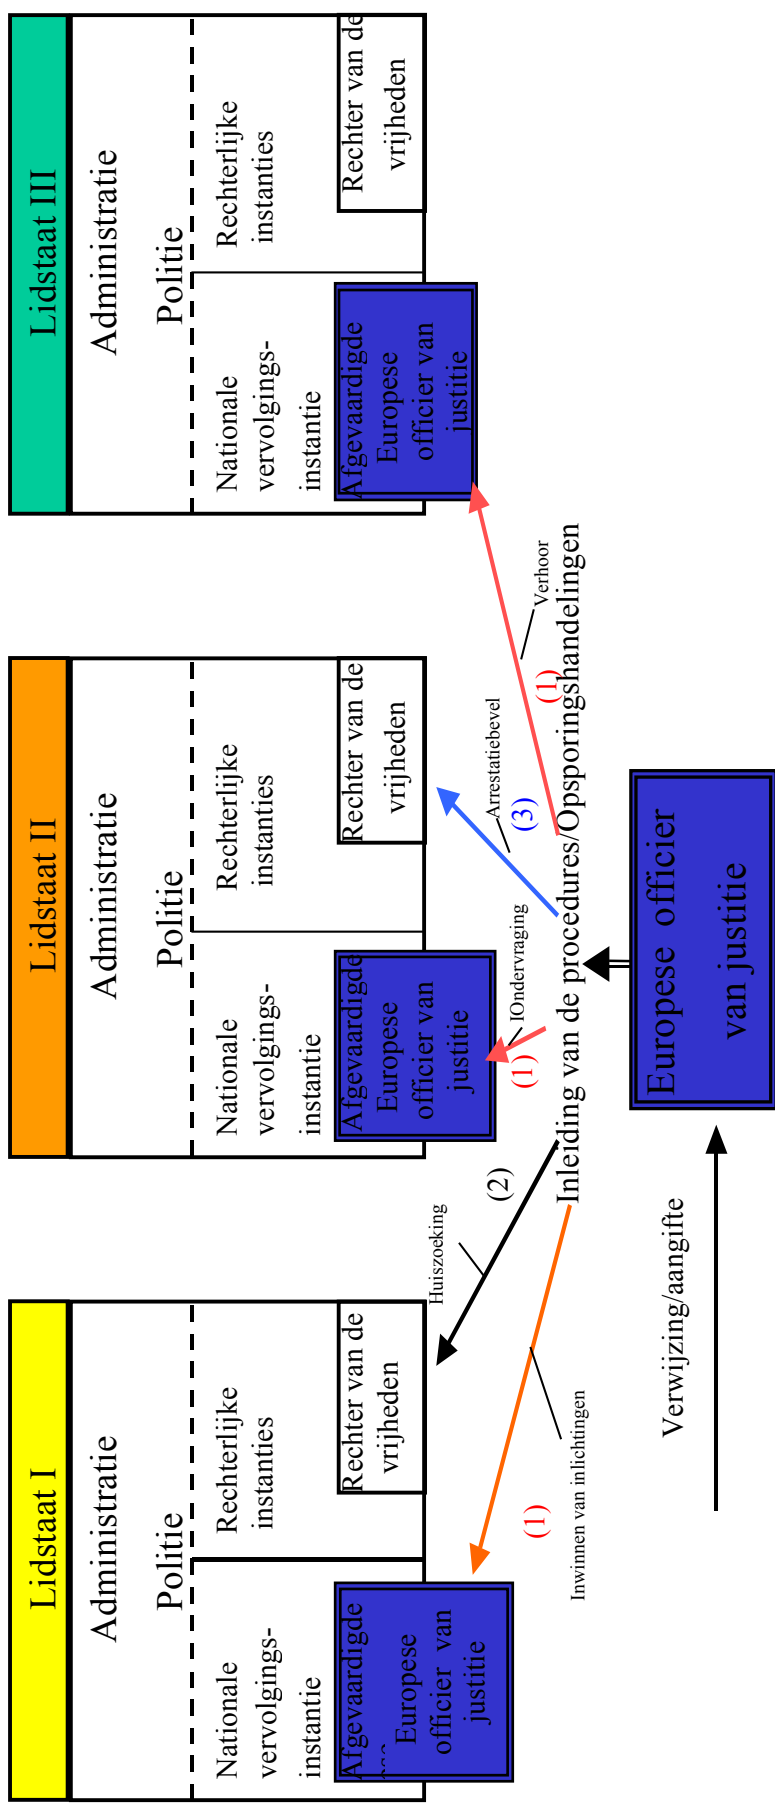 Lidstaat I
Administratie
Politie
Nationale
vervolgings-
instantie
Rechterlijke
instanties
Afgevaardigde
Europese
officier van
justitie
Rechter van de
vrijheden
Lidstaat II
Administratie
Politie
Nationale
vervolgings-
instantie
Rechterlijke
instanties
Afgevaardigde
Europese
officier van
justitie
Rechter van de
vrijheden
Lidstaat III
Administratie
Politie
Nationale
vervolgings-
instantie
Rechterlijke
instanties
Afgevaardigde
Europese
officier van
justitie
Rechter van de
vrijheden
Huiszoeking
(2)
(1)
Inwinnen van inlichtingen
IOndervraging
(1)
Arrestatiebevel
(3)
Verhoor
(1)
Inleiding van de procedures/Opsporingshandelingen
Verwijzing/aangifte
Europese officier
van justitie